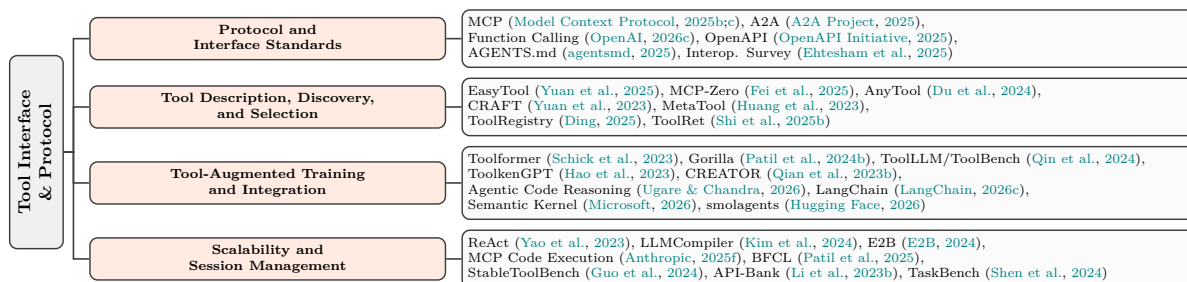 Tool Interface
& Protocol
Protocol and
Interface Standards
MCP (Model Context Protocol, 2025b;c), A2A (A2A Project, 2025),
Function Calling (OpenAI, 2026c), OpenAPI (OpenAPI Initiative, 2025),
AGENTS.md (agentsmd, 2025), Interop. Survey (Ehtesham et al., 2025)
Tool Description, Discovery,
and Selection
EasyTool (Yuan et al., 2025), MCP-Zero (Fei et al., 2025), AnyTool (Du et al., 2024),
CRAFT (Yuan et al., 2023), MetaTool (Huang et al., 2023),
ToolRegistry (Ding, 2025), ToolRet (Shi et al., 2025b)
Tool-Augmented Training
and Integration
Toolformer (Schick et al., 2023), Gorilla (Patil et al., 2024b), ToolLLM/ToolBench (Qin et al., 2024),
ToolkenGPT (Hao et al., 2023), CREATOR (Qian et al., 2023b),
Agentic Code Reasoning (Ugare & Chandra, 2026), LangChain (LangChain, 2026c),
Semantic Kernel (Microsoft, 2026), smolagents (Hugging Face, 2026)
Scalability and
Session Management
ReAct (Yao et al., 2023), LLMCompiler (Kim et al., 2024), E2B (E2B, 2024),
MCP Code Execution (Anthropic, 2025f), BFCL (Patil et al., 2025),
StableToolBench (Guo et al., 2024), API-Bank (Li et al., 2023b), TaskBench (Shen et al., 2024)